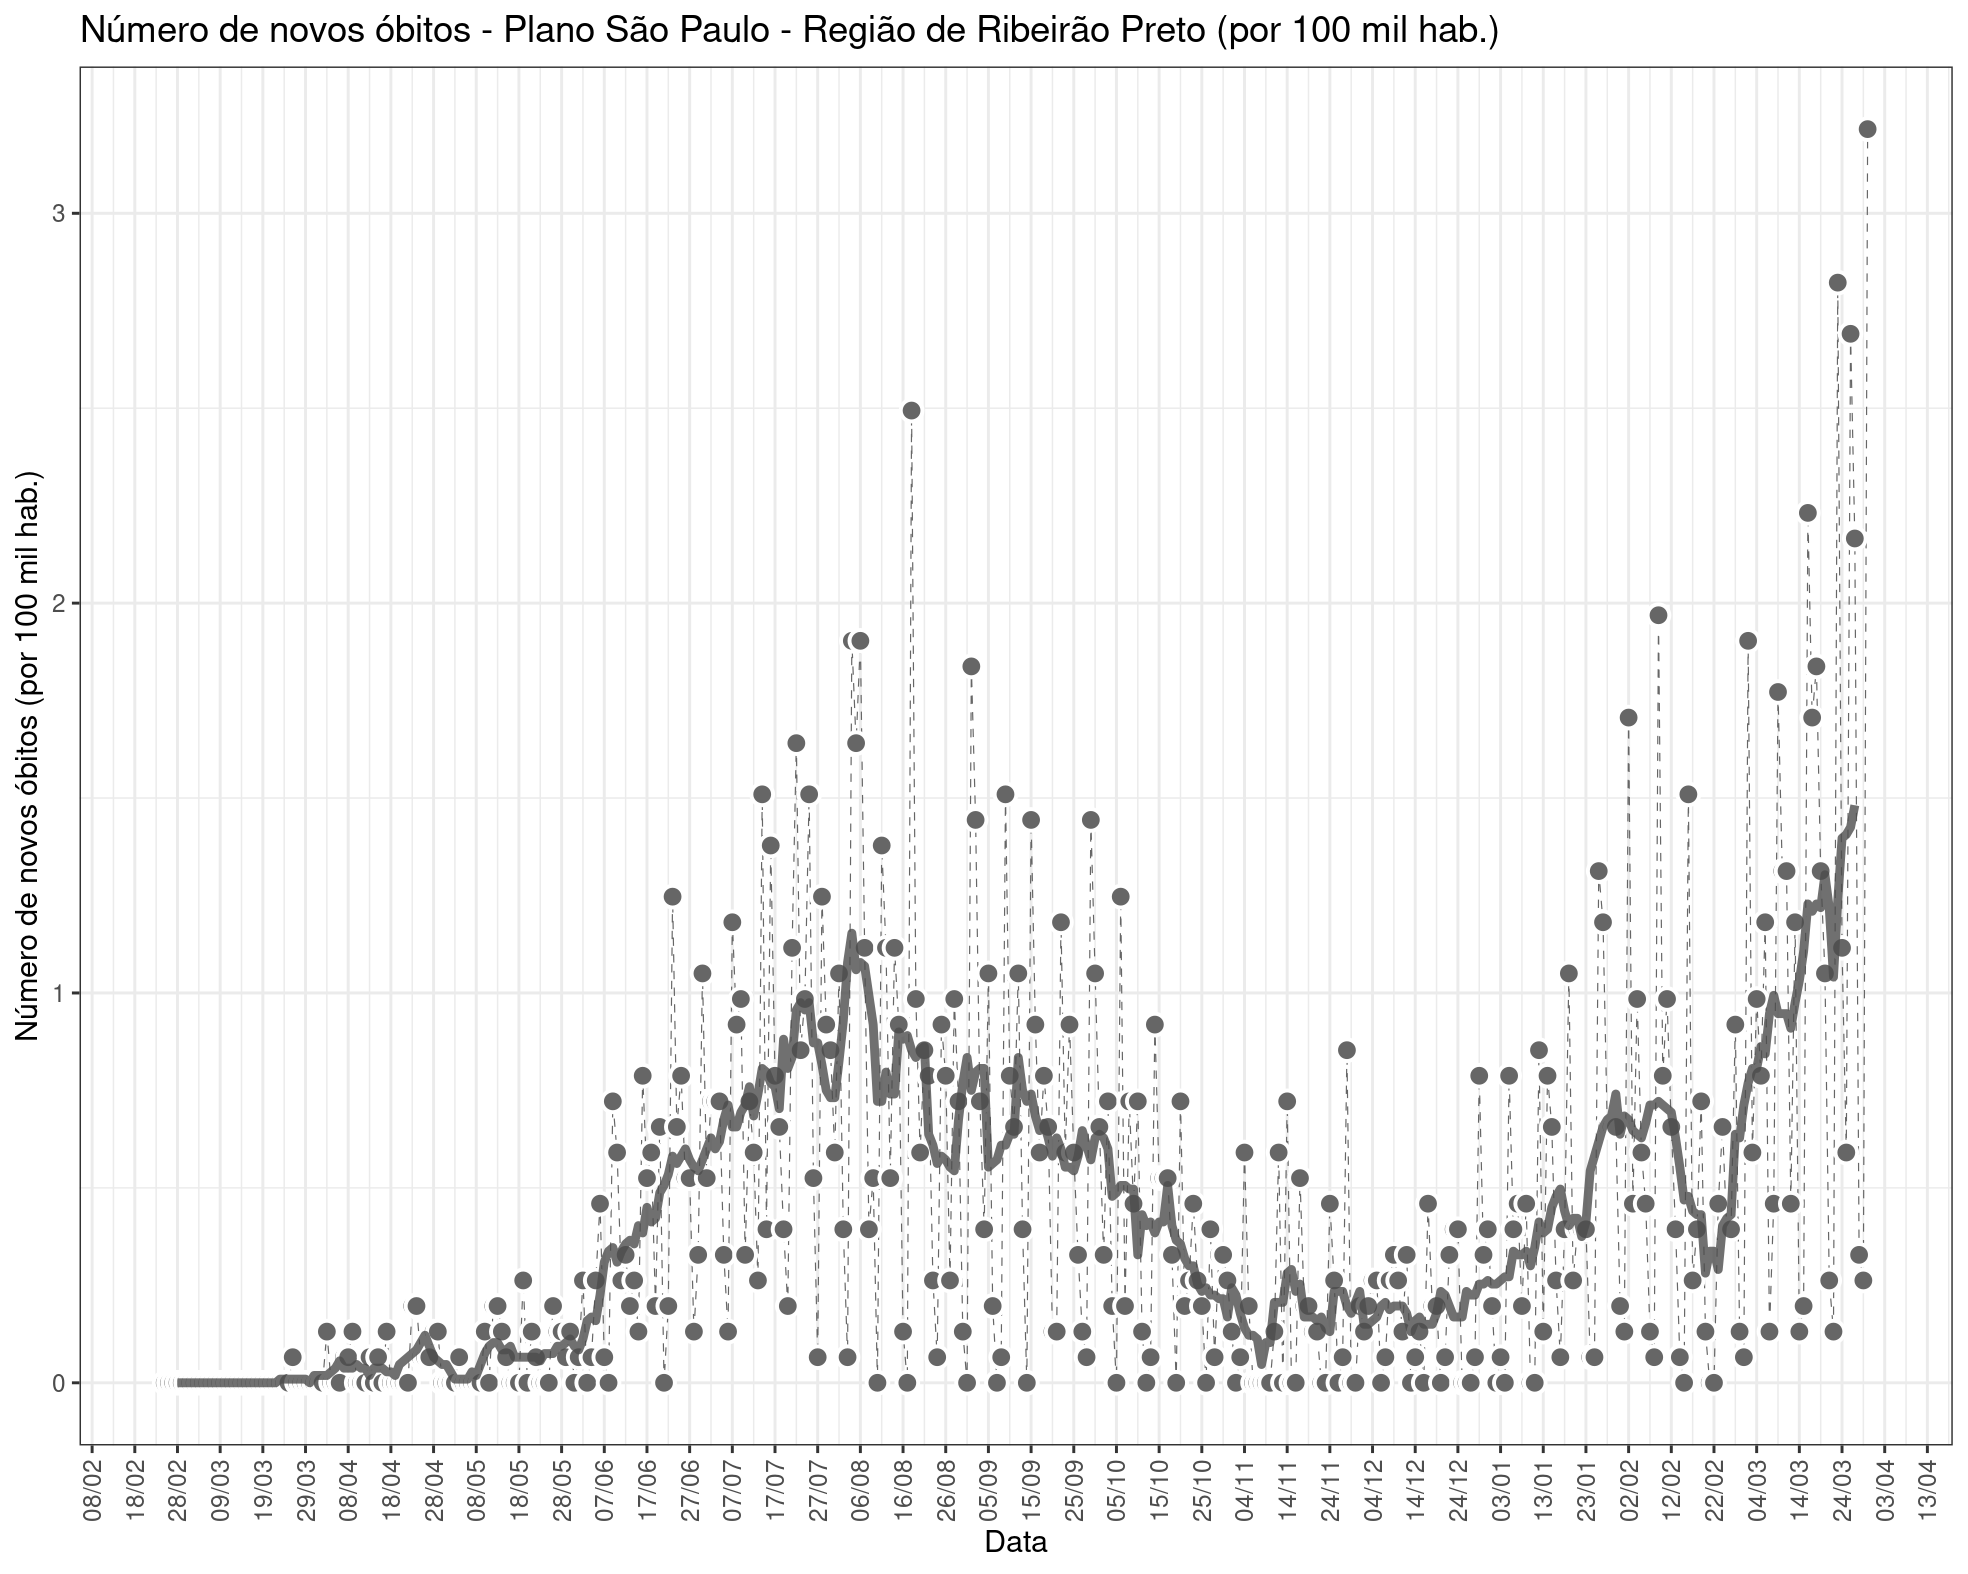 Número de novos óbitos - Plano São Paulo - Região de Ribeirão Preto (por 100 mil hab.)
Número de novos óbitos (por 100 mil hab.)
3
2
1
0
08/02 18/02 28/02 09/03 19/03 29/03 08/04 18/04 28/04 08/05 18/05 28/05 07/06 17/06 27/06 07/07 17/07 27/07 06/08 16/08 26/08 05/09 15/09 25/09 05/10 15/10 25/10 04/11 14/11 24/11 04/12 14/12 24/12 03/01 13/01 23/01 02/02 12/02 22/02 04/03 14/03 24/03 03/04 13/04
Data